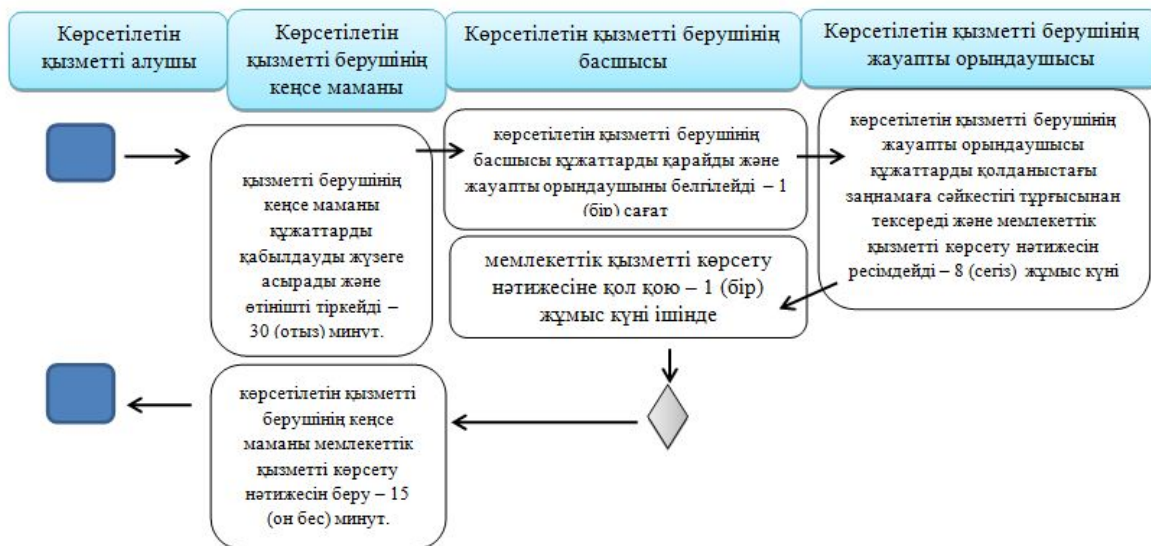 Көрсетілетін
қызметті алушы
Көрсетілетін
қызметті берушінің
кеңсе маманы
Көрсетілетін қызметті берушінің
басшысы
Көрсетілетін қызметті берушінің
жауапты орындаушысы
қызметті берушінің
кеңсе маманы
құжаттарды
қабылдауды жүзеге
асырады және
өтінішті тіркейді –
30 (отыз) минут.
көрсетілетін қызметті берушінің
басшысы құжаттарды қарайды және
жауапты орындаушыны белгілейді – 1
(бір) сағат
көрсетілетін қызметті берушінің
жауапты орындаушысы
құжаттарды қолданыстағы
заңнамаға сәйкестігі тұрғысынан
тексереді және мемлекеттік
қызметті көрсету нәтижесін
ресімдейді – 8 (сегіз) жұмыс күні
мемлекеттік қызметті көрсету
нәтижесіне қол қою – 1 (бір)
жұмыс күні ішінде
көрсетілетін қызметті
берушінің кеңсе
маманы мемлекеттік
қызметті көрсету
нәтижесін беру – 15
(он бес) минут.